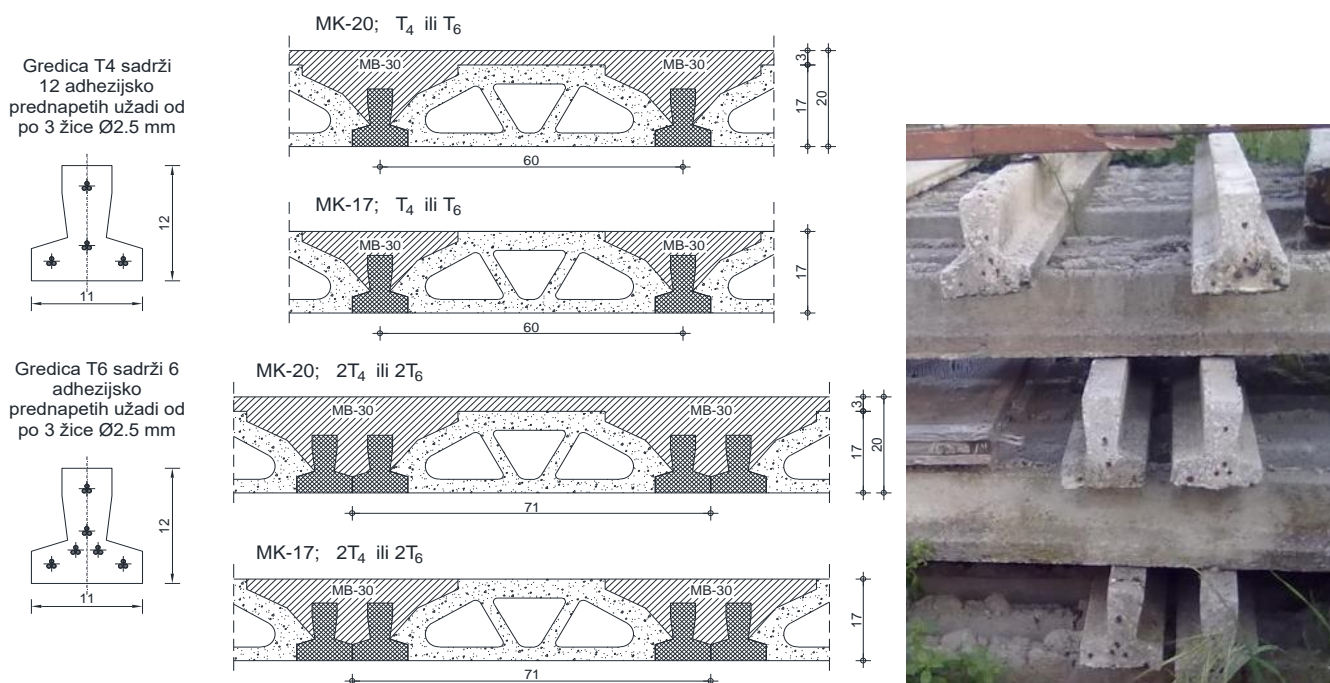 MK-20; T4 ili T6
Gredica T4 sadrži
12 adhezijsko
prednapetih užadi od
po 3 žice Ø2.5 mm
12
11
MB-30
MB-30
3
17
20
60
MK-17; T4 ili T6
MB-30
MB-30
17
60
Gredica T6 sadrži 6
adhezijsko
prednapetih užadi od
po 3 žice Ø2.5 mm
12
11
MK-20; 2T4 ili 2T6
MB-30
MB-30
3
17
20
71
MK-17; 2T4 ili 2T6
MB-30
MB-30
17
71